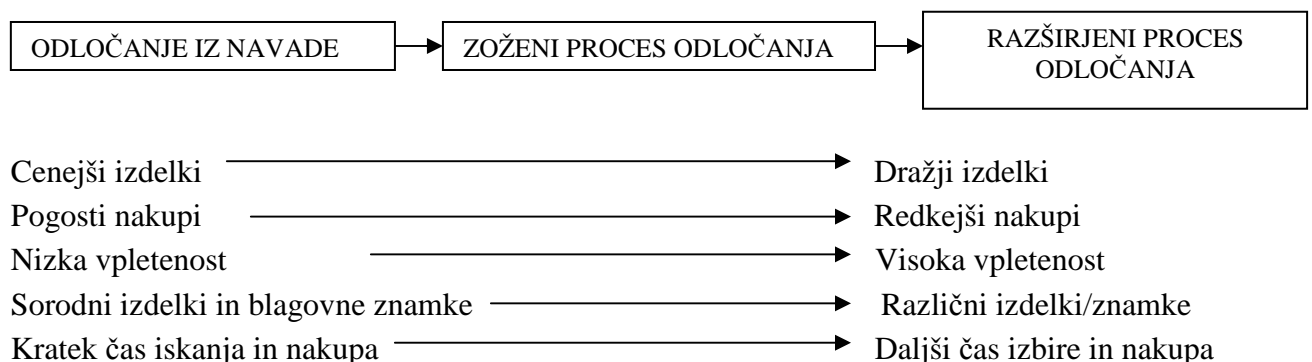 ODLOČANJE IZ NAVADE
ZOŽENI PROCES ODLOČANJA
RAZŠIRJENI PROCES
ODLOČANJA
Cenejši izdelki
Dražji izdelki
Pogosti nakupi
Redkejši nakupi
Nizka vpletenost
Visoka vpletenost
Sorodni izdelki in blagovne znamke
Različni izdelki/znamke
Kratek čas iskanja in nakupa
Daljši čas izbire in nakupa